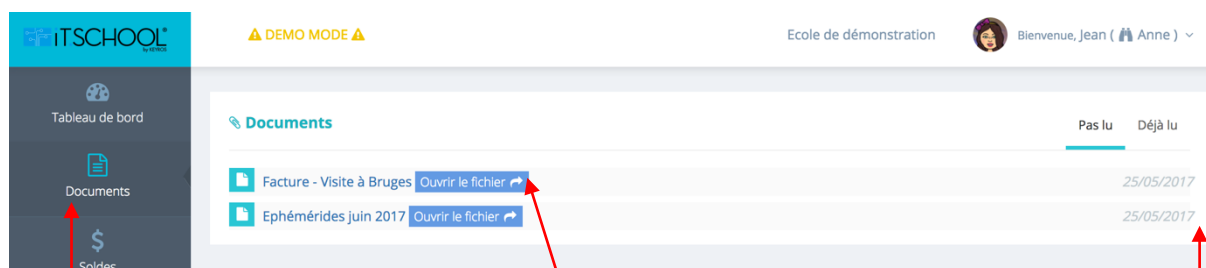 iTSCHOOL®
by KEYROS
DEMO MODE
Ecole de démonstration
Bienvenue, Jean ( Anne )
Tableau de bord
Documents
Pas lu
Déjà lu
Documents
Facture - Visite à Bruges Ouvrir le fichier
25/05/2017
Ephémérides juin 2017 Ouvrir le fichier
25/05/2017
$
Soldes